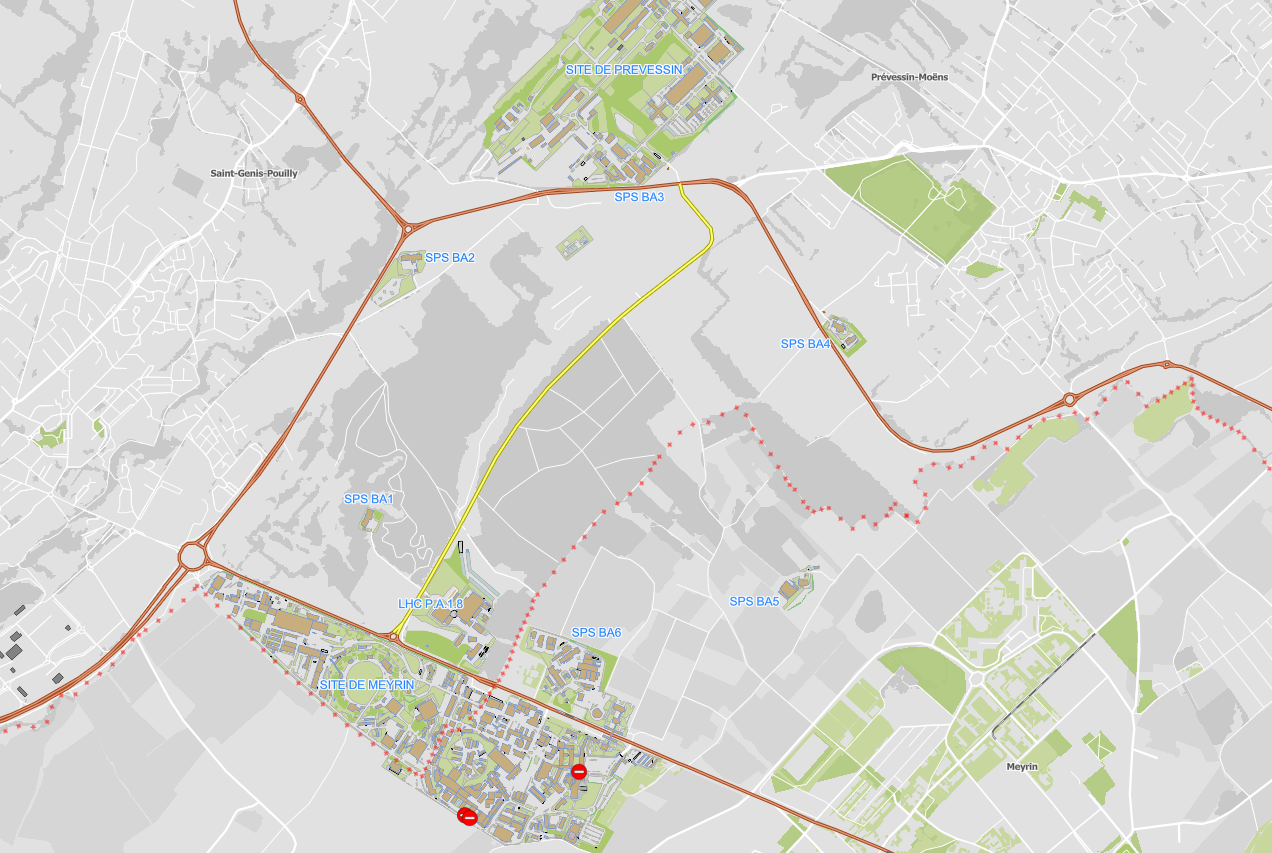 SITE DE PREVESSIN
Prévessin-Moëns
Saint-Genis-Pouilly
SPS BA3
SPS BA2
SPS BA4
SPS BA1
LHC P.A.1.8
SPS BA5
SPS BA6
SITE DE MEYRIN
Meyrin